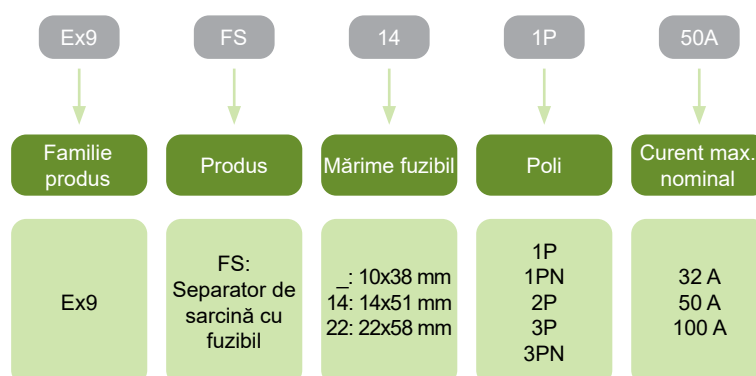 Ex9
FS
14
1P
50A
Familie
produs
Produs
Mărime fuzibil
Poli
Curent max.
nominal
Ex9
FS:
Separator de
sarcină cu
fuzibil
_: 10x38 mm
14: 14x51 mm
22: 22x58 mm
1P
1PN
2P
3P
3PN
32 A
50 A
100 A